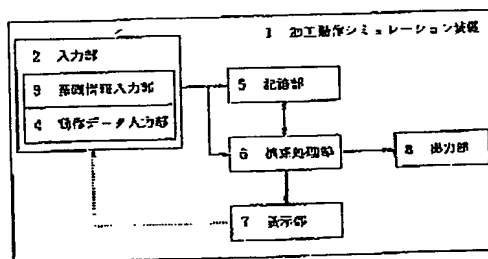 1 加工動作シミュレーション装置
2 入力部
3 基礎情報入力部
4 動作データ入力部
5 記憶部
6 演算処理部
7 表示部
8 出力部